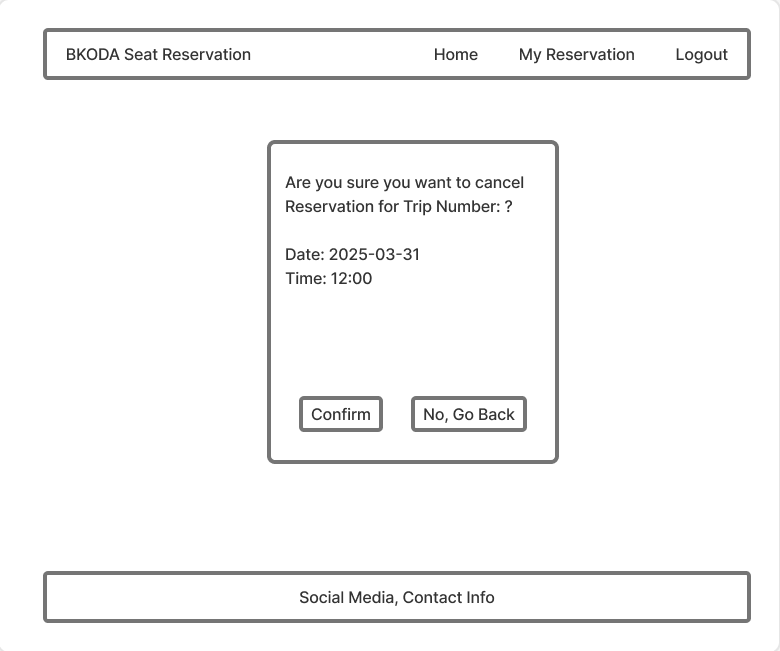 BKODA Seat Reservation Home My Reservation Logout
Are you sure you want to cancel
Reservation for Trip Number: ?
Date: 2025-03-31
Time: 12:00
Confirm No, Go Back
Social Media, Contact Info